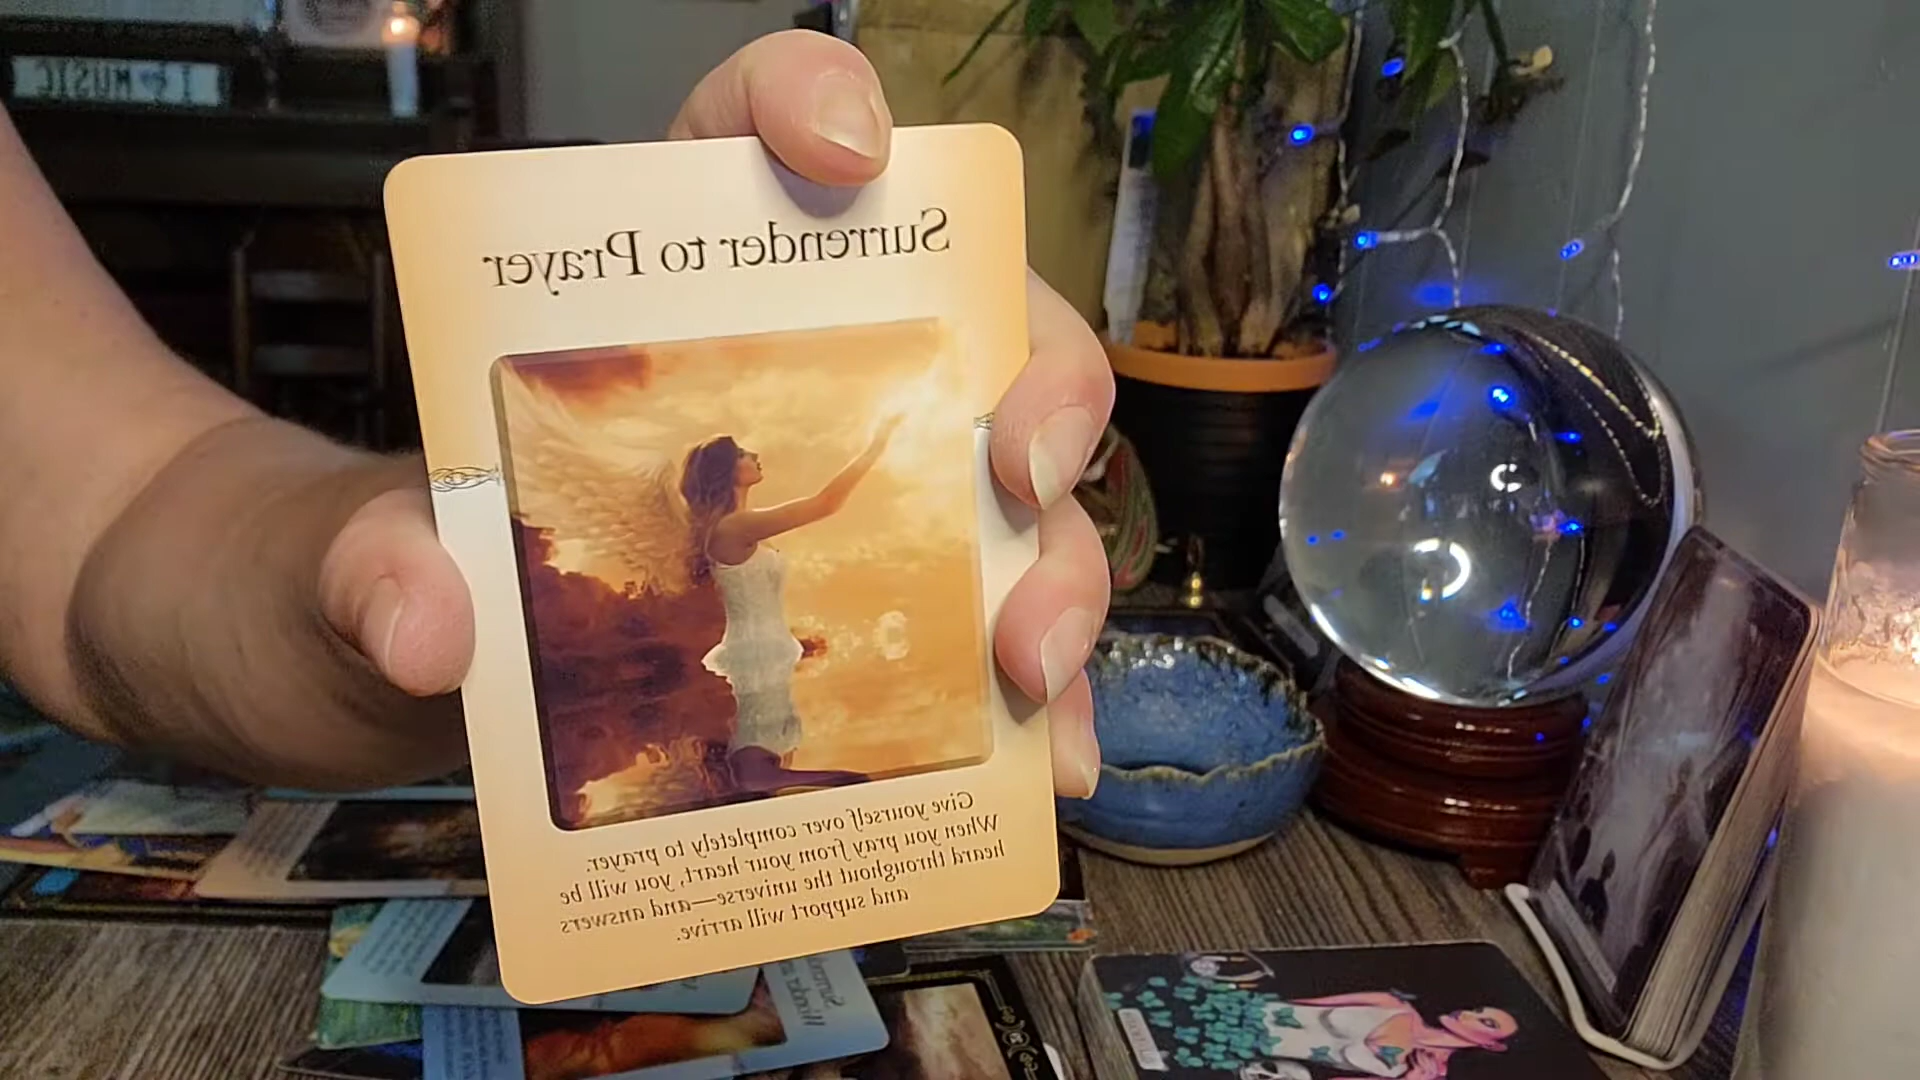 I MUSIC
Surrender to Prayer
Give yourself over completely to prayer.
When you pray from your heart, you will be
heard throughout the universe—and answers
and support will arrive.